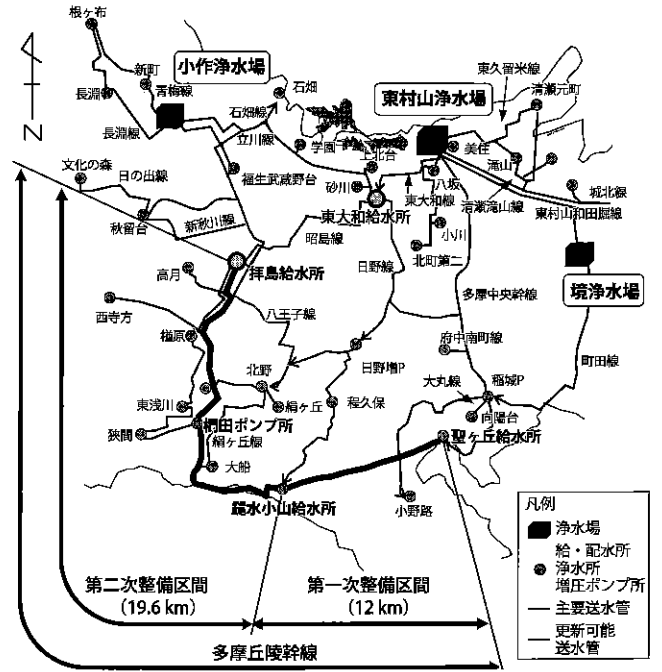 根ヶ布
新町
小作浄水場
石畑
東久留米線
清瀬元町
東村山浄水場
青梅線
長淵
石畑線
長淵線
立川線
学園
上北台
美住
滝山
文化の森
日の出線
福生武蔵野台
砂川
八坂
城北線
東大和線
清瀬滝山線
東村山和田堀線
秋留台
新秋川線
東大和給水所
小川
昭島線
北町第二
境浄水場
拝島給水所
高月
日野線
多摩中央幹線
西寺方
八王子線
府中南町線
楢原
日野増P
町田線
北野
大丸線
稲城P
東浅川
絹ヶ丘
程久保
向陽台
狭間
椚田ポンプ所
聖ヶ丘給水所
絹ヶ丘線
大船
鑓水小山給水所
小野路
凡例
浄水場
給・配水所
浄水所
増圧ポンプ所
主要送水管
更新可能
送水管
第二次整備区間
(19.6 km)
第一次整備区間
(12 km)
多摩丘陵幹線
N